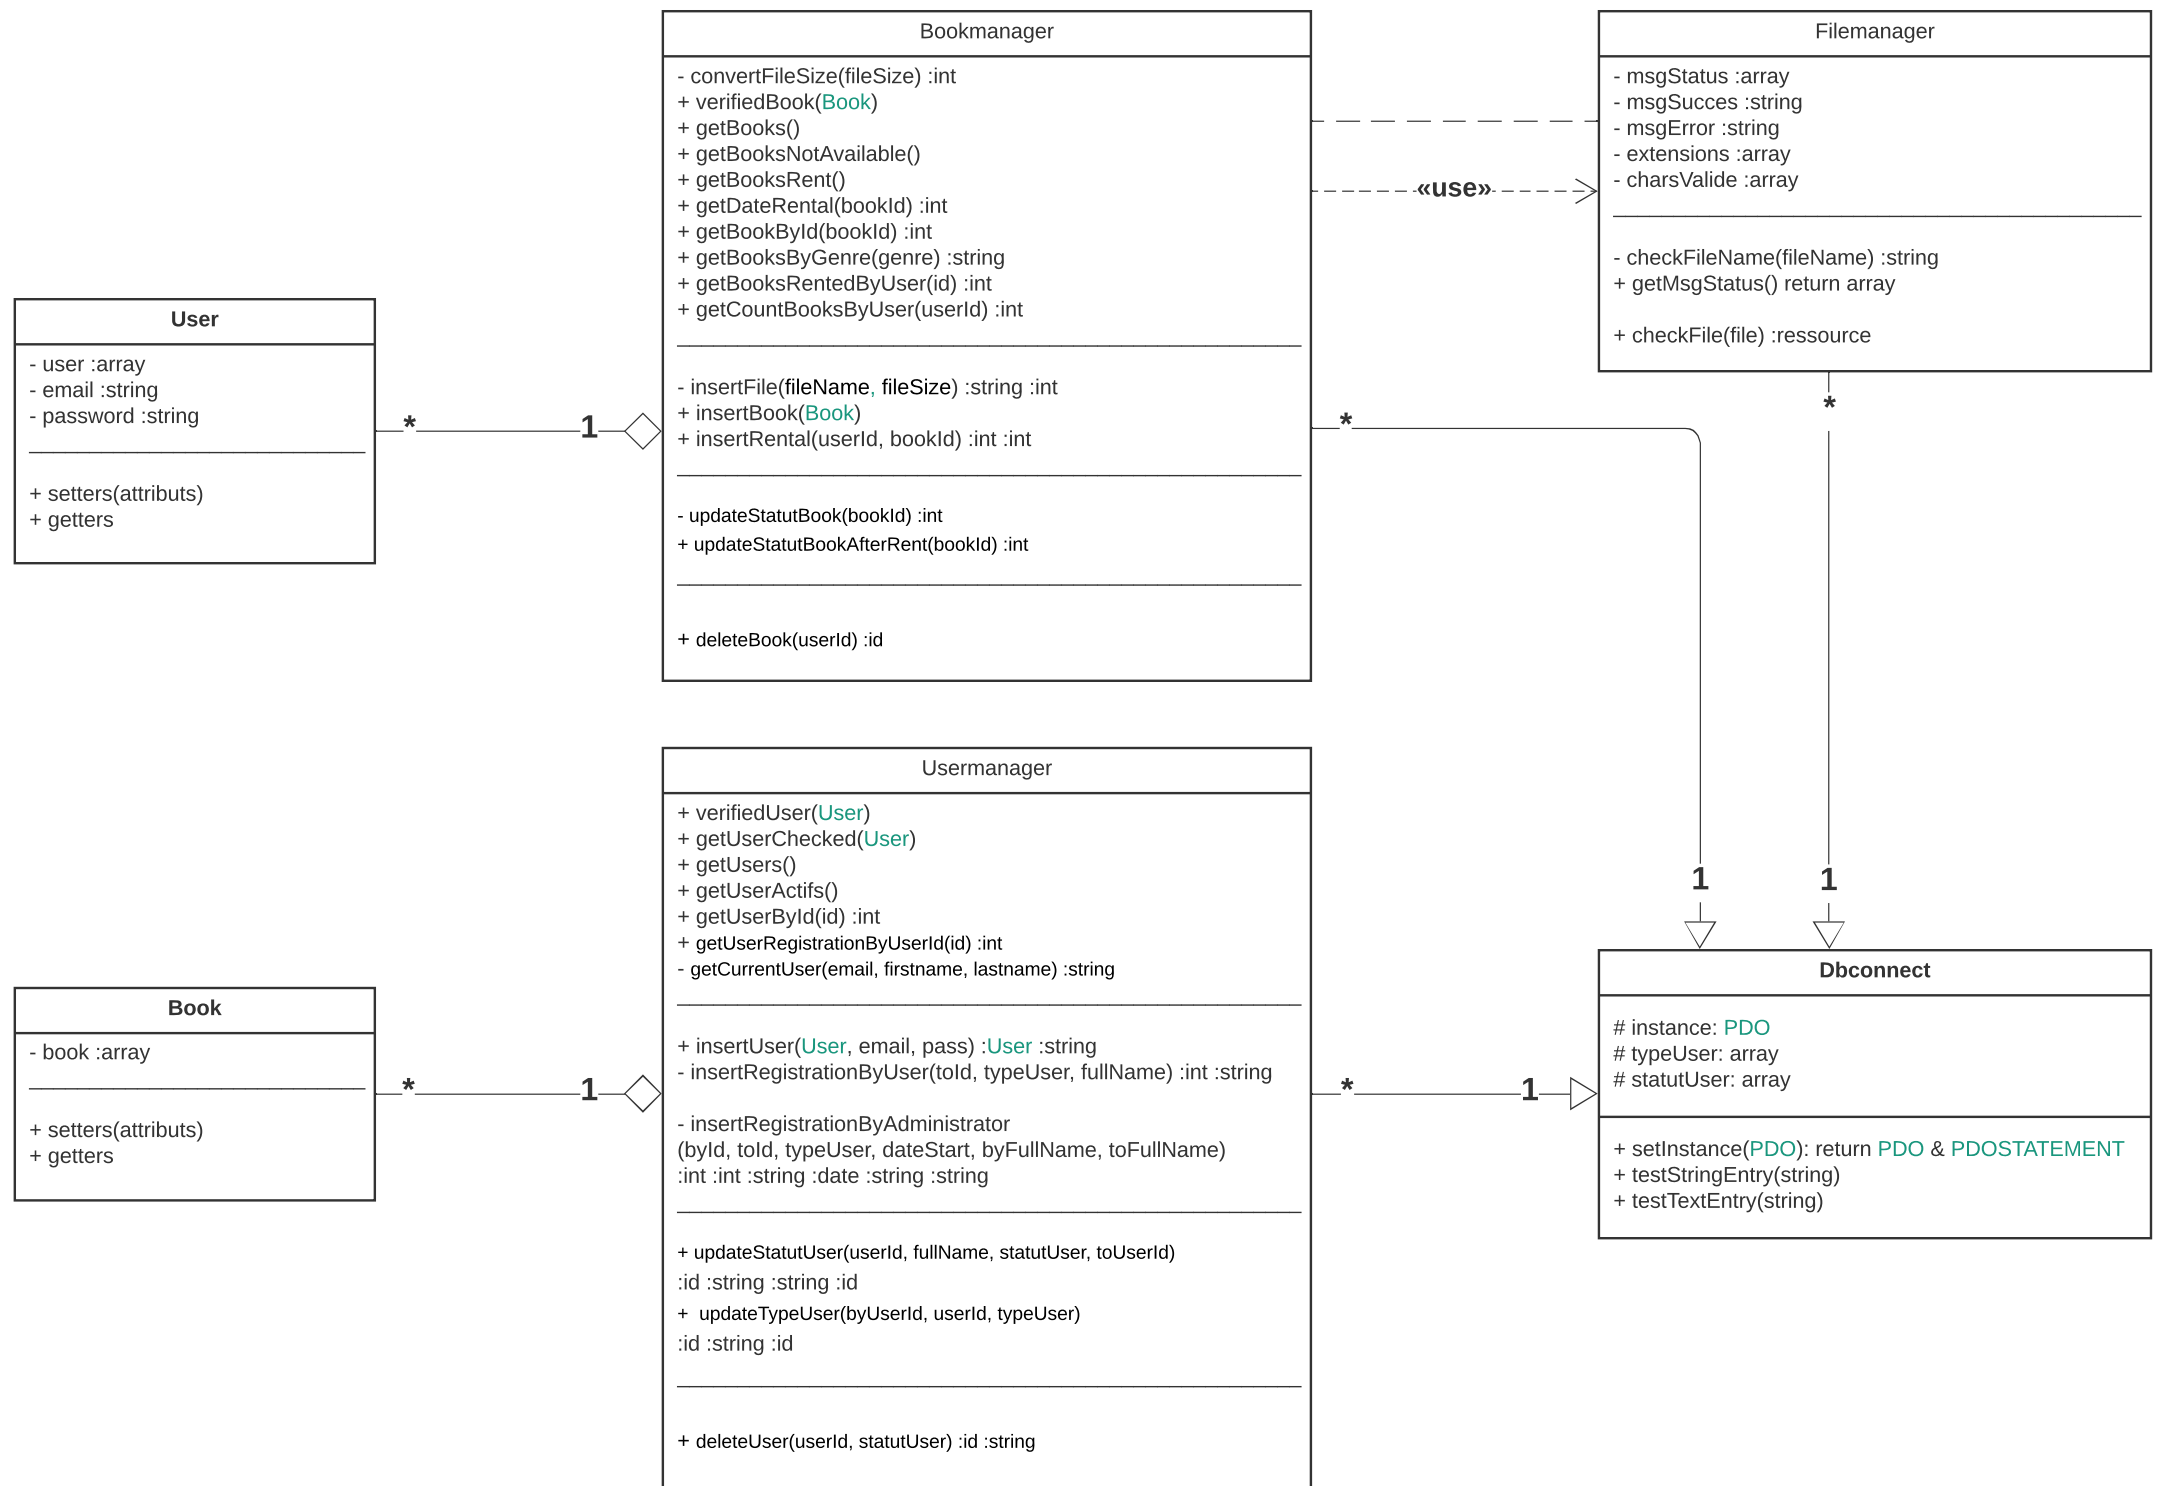 Bookmanager
- convertFileSize(fileSize) :int
+ verifiedBook(Book)
+ getBooks()
+ getBooksNotAvailable()
+ getBooksRent()
+ getDateRental(bookId) :int
+ getBookById(bookId) :int
+ getBooksByGenre(genre) :string
+ getBooksRentedByUser(id) :int
+ getCountBooksByUser(userId) :int
- insertFile(fileName, fileSize) :string :int
+ insertBook(Book)
+ insertRental(userId, bookId) :int :int
- updateStatutBook(bookId) :int
+ updateStatutBookAfterRent(bookId) :int
+ deleteBook(userId) :id
Filemanager
- msgStatus :array
- msgSucces :string
- msgError :string
- extensions :array
- charsValide :array
- checkFileName(fileName) :string
+ getMsgStatus() return array
+ checkFile(file) :ressource
«use»
User
- user :array
- email :string
- password :string
+ setters(attributs)
+ getters
* 1
*
*
1
1
Usermanager
+ verifiedUser(User)
+ getUserChecked(User)
+ getUsers()
+ getUserActifs()
+ getUserById(id) :int
+ getUserRegistrationByUserId(id) :int
- getCurrentUser(email, firstname, lastname) :string
+ insertUser(User, email, pass) :User :string
- insertRegistrationByUser(toId, typeUser, fullName) :int :string
- insertRegistrationByAdministrator
(byId, toId, typeUser, dateStart, byFullName, toFullName)
:int :int :string :date :string :string
+ updateStatutUser(userId, fullName, statutUser, toUserId)
:id :string :string :id
+ updateTypeUser(byUserId, userId, typeUser)
:id :string :id
+ deleteUser(userId, statutUser) :id :string
Book
- book :array
+ setters(attributs)
+ getters
* 1
* 1
Dbconnect
# instance: PDO
# typeUser: array
# statutUser: array
+ setInstance(PDO): return PDO & PDOSTATEMENT
+ testStringEntry(string)
+ testTextEntry(string)